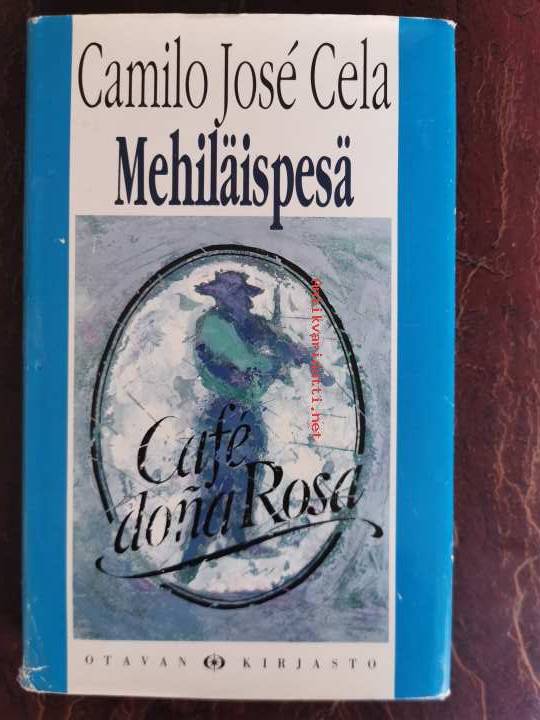 Camilo José Cela
Mehiläispesä
antikvariaatti.net
Café
doña Rosa
OTAVAN KIRJASTO